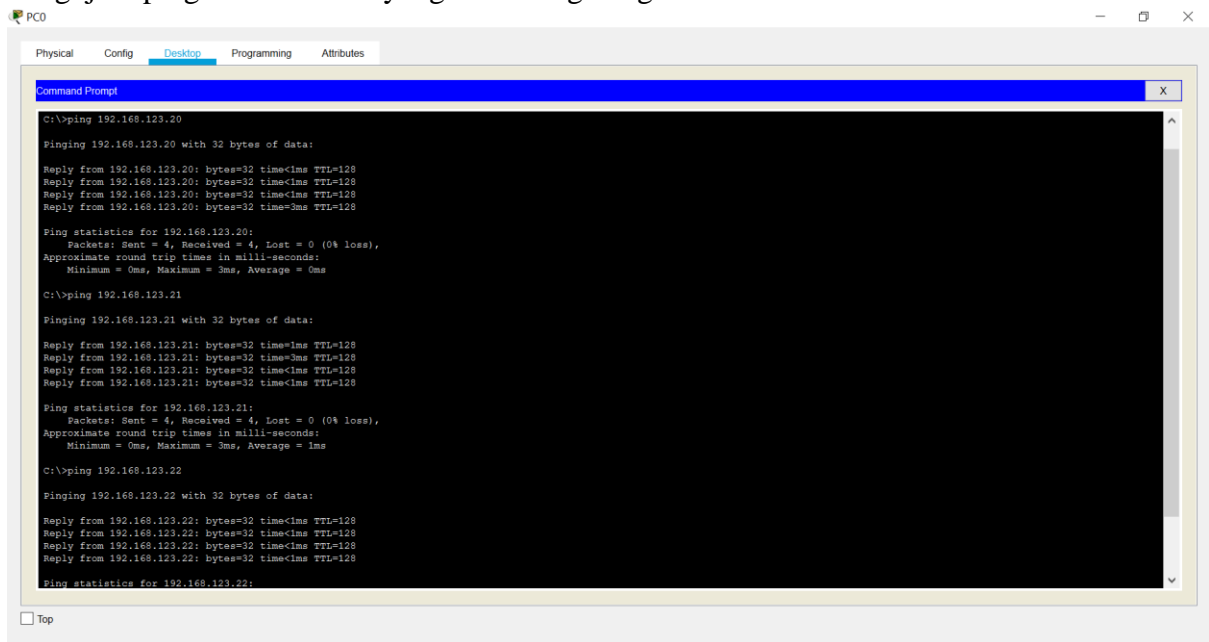 PC0
Physical Config Desktop Programming Attributes
Command Prompt
X
C:\>ping 192.168.123.20
Pinging 192.168.123.20 with 32 bytes of data:
Reply from 192.168.123.20: bytes=32 time<1ms TTL=128
Reply from 192.168.123.20: bytes=32 time<1ms TTL=128
Reply from 192.168.123.20: bytes=32 time<1ms TTL=128
Reply from 192.168.123.20: bytes=32 time=3ms TTL=128
Ping statistics for 192.168.123.20:
Packets: Sent = 4, Received = 4, Lost = 0 (0% loss),
Approximate round trip times in milli-seconds:
Minimum = 0ms, Maximum = 3ms, Average = 0ms
C:\>ping 192.168.123.21
Pinging 192.168.123.21 with 32 bytes of data:
Reply from 192.168.123.21: bytes=32 time=1ms TTL=128
Reply from 192.168.123.21: bytes=32 time=3ms TTL=128
Reply from 192.168.123.21: bytes=32 time<1ms TTL=128
Reply from 192.168.123.21: bytes=32 time<1ms TTL=128
Ping statistics for 192.168.123.21:
Packets: Sent = 4, Received = 4, Lost = 0 (0% loss),
Approximate round trip times in milli-seconds:
Minimum = 0ms, Maximum = 3ms, Average = 1ms
C:\>ping 192.168.123.22
Pinging 192.168.123.22 with 32 bytes of data:
Reply from 192.168.123.22: bytes=32 time<1ms TTL=128
Reply from 192.168.123.22: bytes=32 time<1ms TTL=128
Reply from 192.168.123.22: bytes=32 time<1ms TTL=128
Reply from 192.168.123.22: bytes=32 time<1ms TTL=128
Ping statistics for 192.168.123.22:
Top